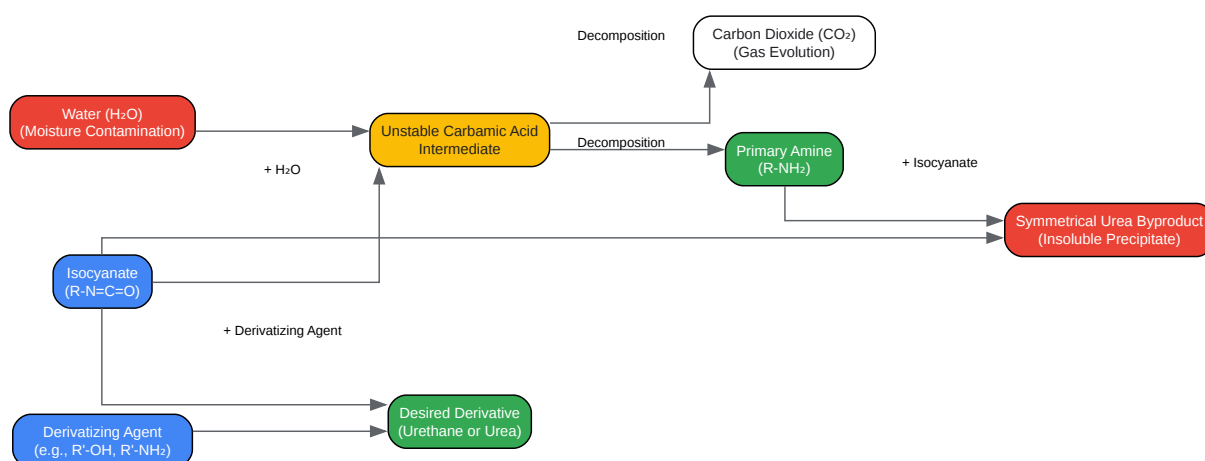 Decomposition
Carbon Dioxide (CO₂)
(Gas Evolution)
Water (H₂O)
(Moisture Contamination)
Unstable Carbamic Acid
Intermediate
Decomposition
Primary Amine
(R-NH₂)
+ H₂O
+ Isocyanate
Symmetrical Urea Byproduct
(Insoluble Precipitate)
Isocyanate
(R-N=C=O)
+ Derivatizing Agent
Desired Derivative
(Urethane or Urea)
Derivatizing Agent
(e.g., R'-OH, R'-NH₂)